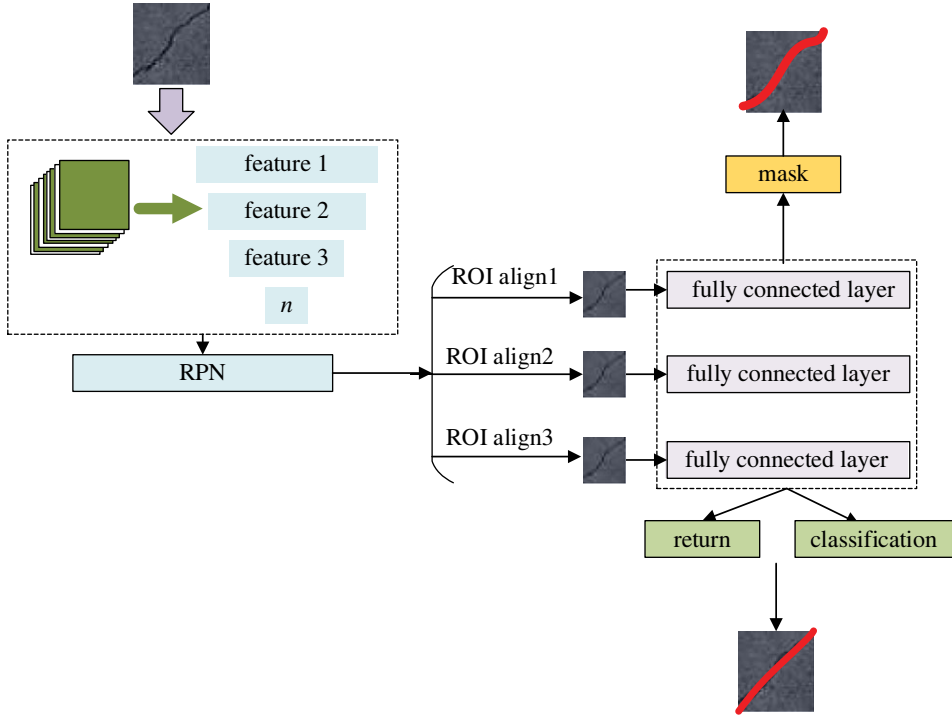 feature 1
feature 2
feature 3
n
RPN
ROI align1
ROI align2
ROI align3
mask
fully connected layer
fully connected layer
fully connected layer
return
classification